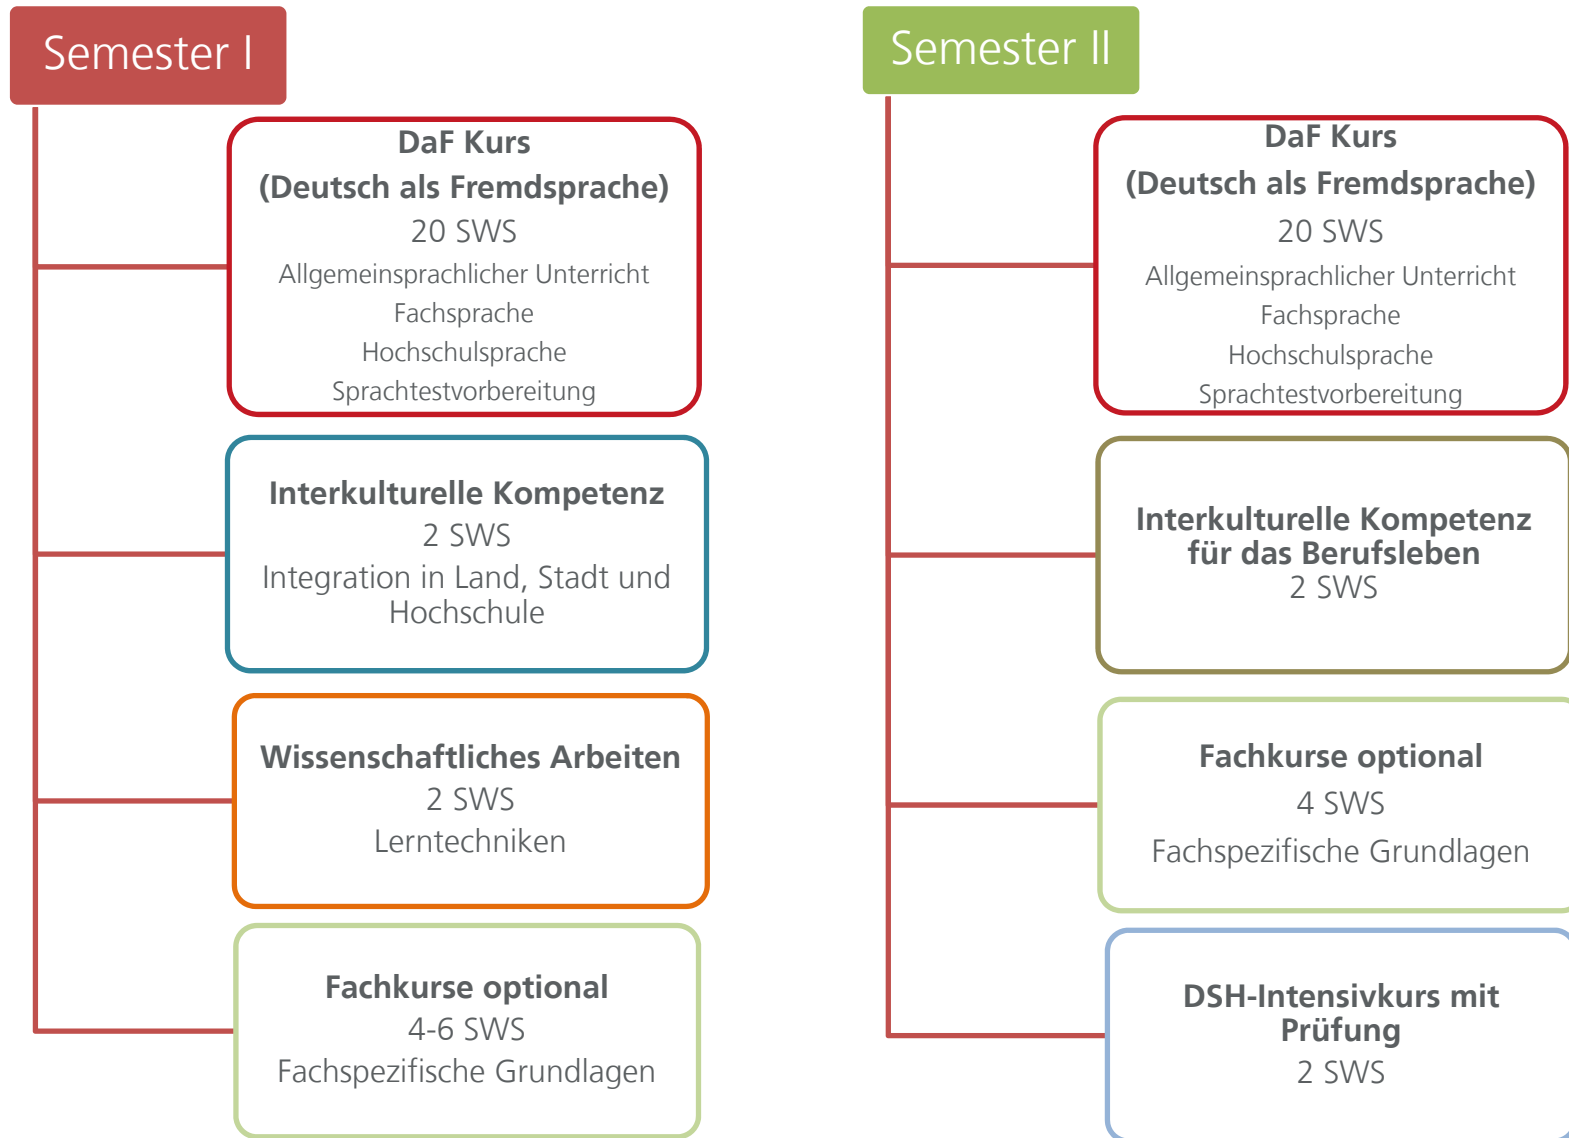 Semester I
DaF Kurs
(Deutsch als Fremdsprache)
20 SWS
Allgemeinsprachlicher Unterricht
Fachsprache
Hochschulsprache
Sprachtestvorbereitung
Interkulturelle Kompetenz
2 SWS
Integration in Land, Stadt und
Hochschule
Wissenschaftliches Arbeiten
2 SWS
Lerntechniken
Fachkurse optional
4-6 SWS
Fachspezifische Grundlagen
Semester II
DaF Kurs
(Deutsch als Fremdsprache)
20 SWS
Allgemeinsprachlicher Unterricht
Fachsprache
Hochschulsprache
Sprachtestvorbereitung
Interkulturelle Kompetenz
für das Berufsleben
2 SWS
Fachkurse optional
4 SWS
Fachspezifische Grundlagen
DSH-Intensivkurs mit
Prüfung
2 SWS